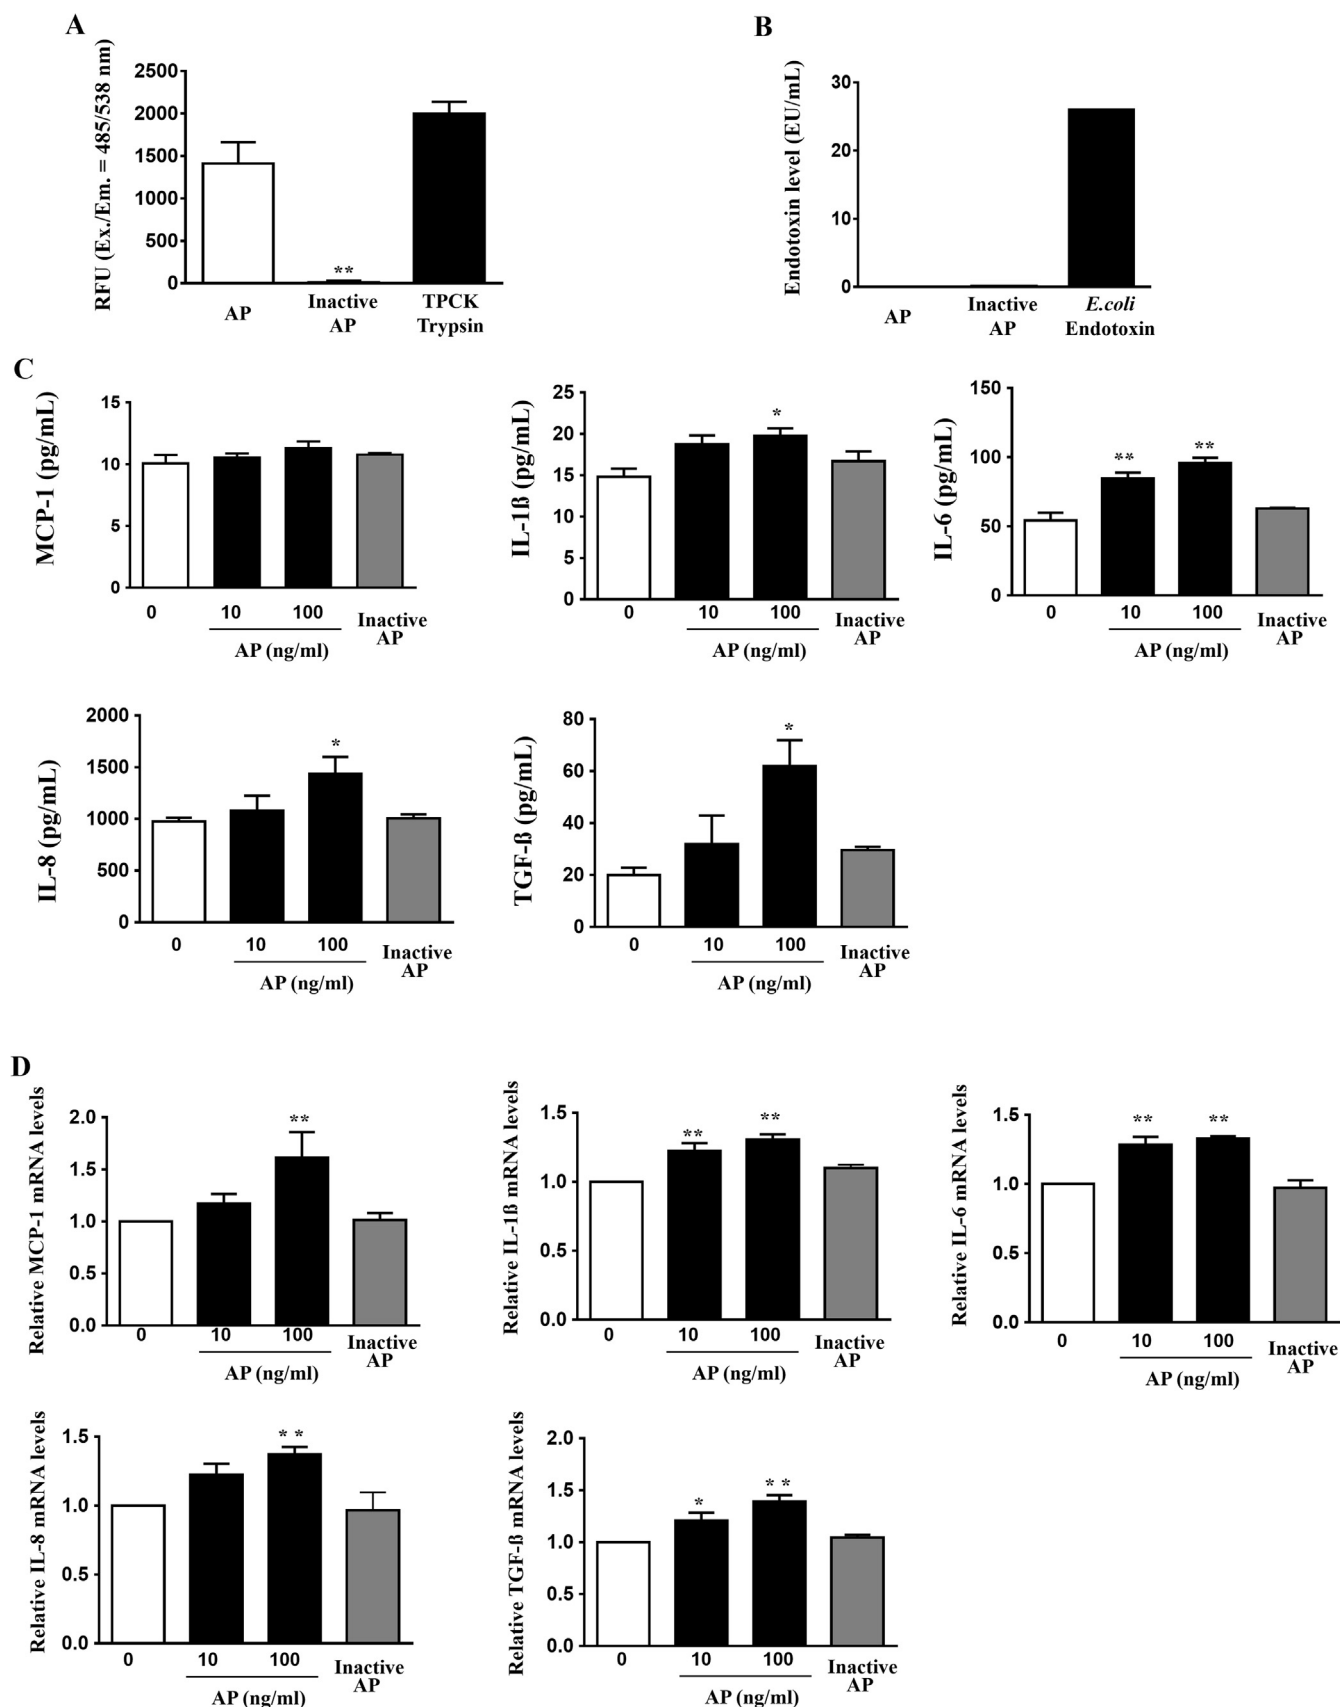 A
RFU (Ex./Em. = 485/538 nm)
2500
2000
1500
1000
500
0
**
AP
Inactive
AP
TPCK
Trypsin
B
Endotoxin level (EU/mL)
30
20
10
0
AP
Inactive
AP
E.coli
Endotoxin
C
MCP-1 (pg/mL)
15
10
5
0
0
10
100
Inactive
AP
AP (ng/ml)
IL-1ß (pg/mL)
25
20
15
10
5
0
*
0
10
100
Inactive
AP
AP (ng/ml)
IL-6 (pg/mL)
150
100
50
0
**
**
0
10
100
Inactive
AP
AP (ng/ml)
IL-8 (pg/mL)
2000
1500
1000
500
0
*
0
10
100
Inactive
AP
AP (ng/ml)
TGF-ß (pg/mL)
80
60
40
20
0
*
0
10
100
Inactive
AP
AP (ng/ml)
D
Relative MCP-1 mRNA levels
2.0
1.5
1.0
0.5
0.0
**
0
10
100
Inactive
AP
AP (ng/ml)
Relative IL-1ß mRNA levels
1.5
1.0
0.5
0.0
**
**
0
10
100
Inactive
AP
AP (ng/ml)
Relative IL-6 mRNA levels
1.5
1.0
0.5
0.0
**
**
0
10
100
Inactive
AP
AP (ng/ml)
Relative IL-8 mRNA levels
1.5
1.0
0.5
0.0
* *
0
10
100
Inactive
AP
AP (ng/ml)
Relative TGF-ß mRNA levels
2.0
1.5
1.0
0.5
0.0
*
* *
0
10
100
Inactive
AP
AP (ng/ml)